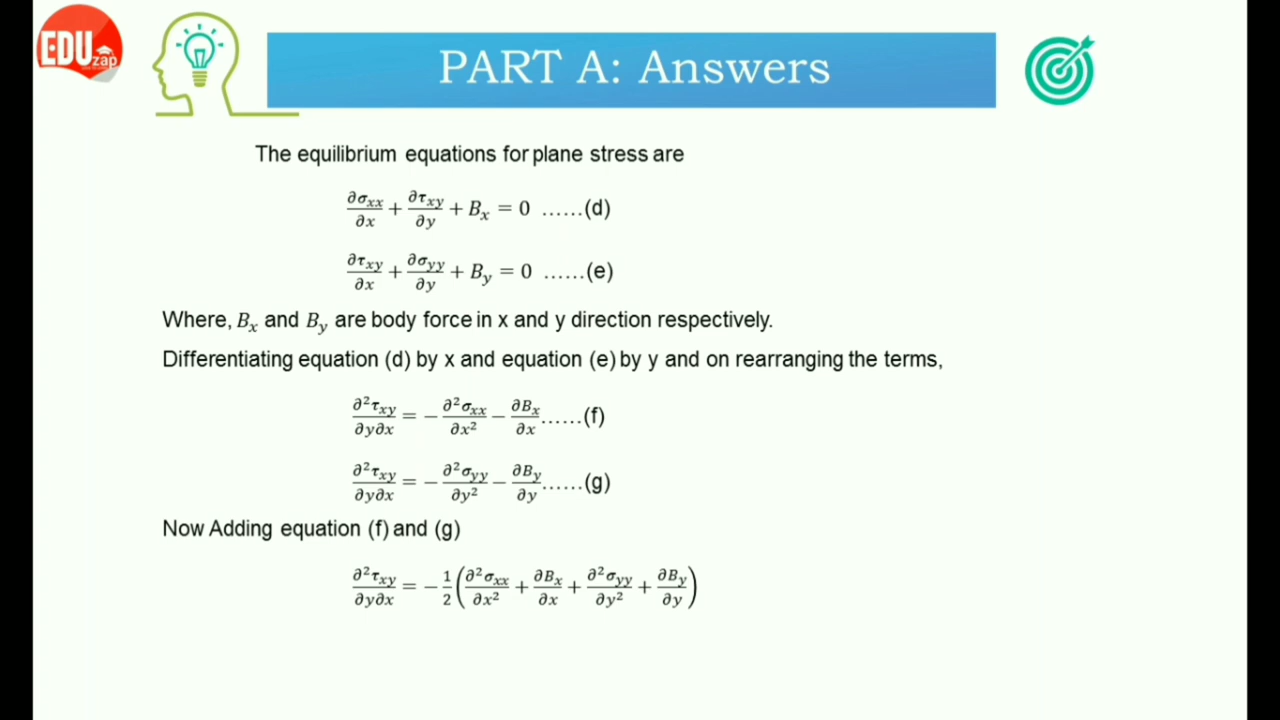 EDUzap
PART A: Answers
The equilibrium equations for plane stress are
∂σxx/∂x + ∂τxy/∂y + Bx = 0 ......(d)
∂τxy/∂x + ∂σyy/∂y + By = 0 ......(e)
Where, Bx and By are body force in x and y direction respectively.
Differentiating equation (d) by x and equation (e) by y and on rearranging the terms,
∂²τxy/∂y∂x = − ∂²σxx/∂x² − ∂Bx/∂x ......(f)
∂²τxy/∂y∂x = − ∂²σyy/∂y² − ∂By/∂y ......(g)
Now Adding equation (f) and (g)
∂²τxy/∂y∂x = − 1/2 (∂²σxx/∂x² + ∂Bx/∂x + ∂²σyy/∂y² + ∂By/∂y)